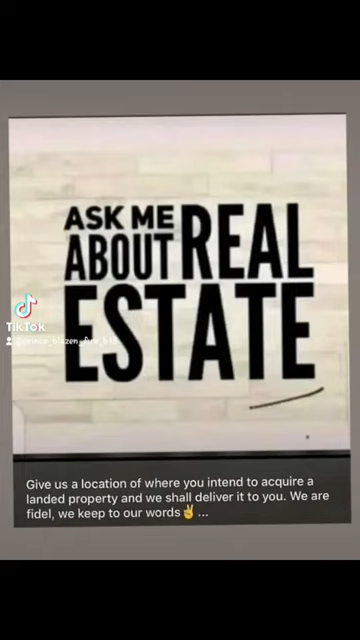 ASK ME
ABOUT REAL
ESTATE
TikTok
Give us a location of where you intend to acquire a
landed property and we shall deliver it to you. We are
fidel, we keep to our words✌️...